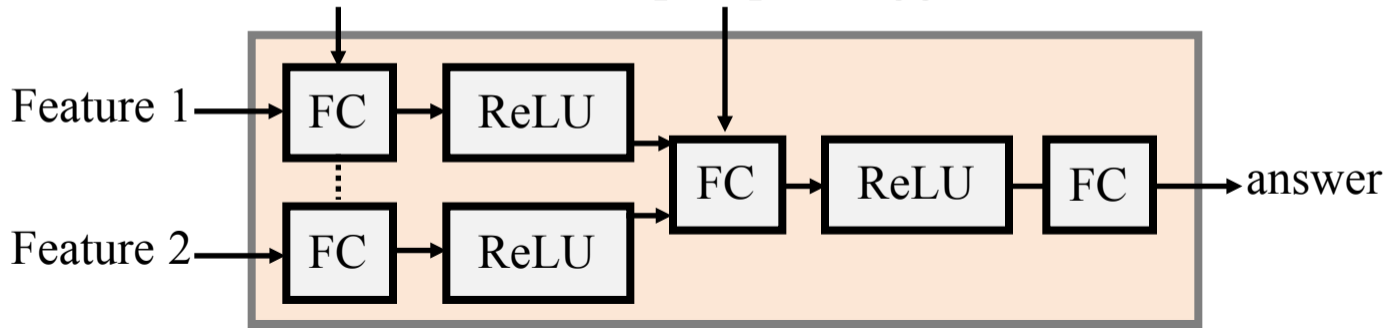 Feature 1
FC
ReLU
FC
ReLU
FC
answer
Feature 2
FC
ReLU